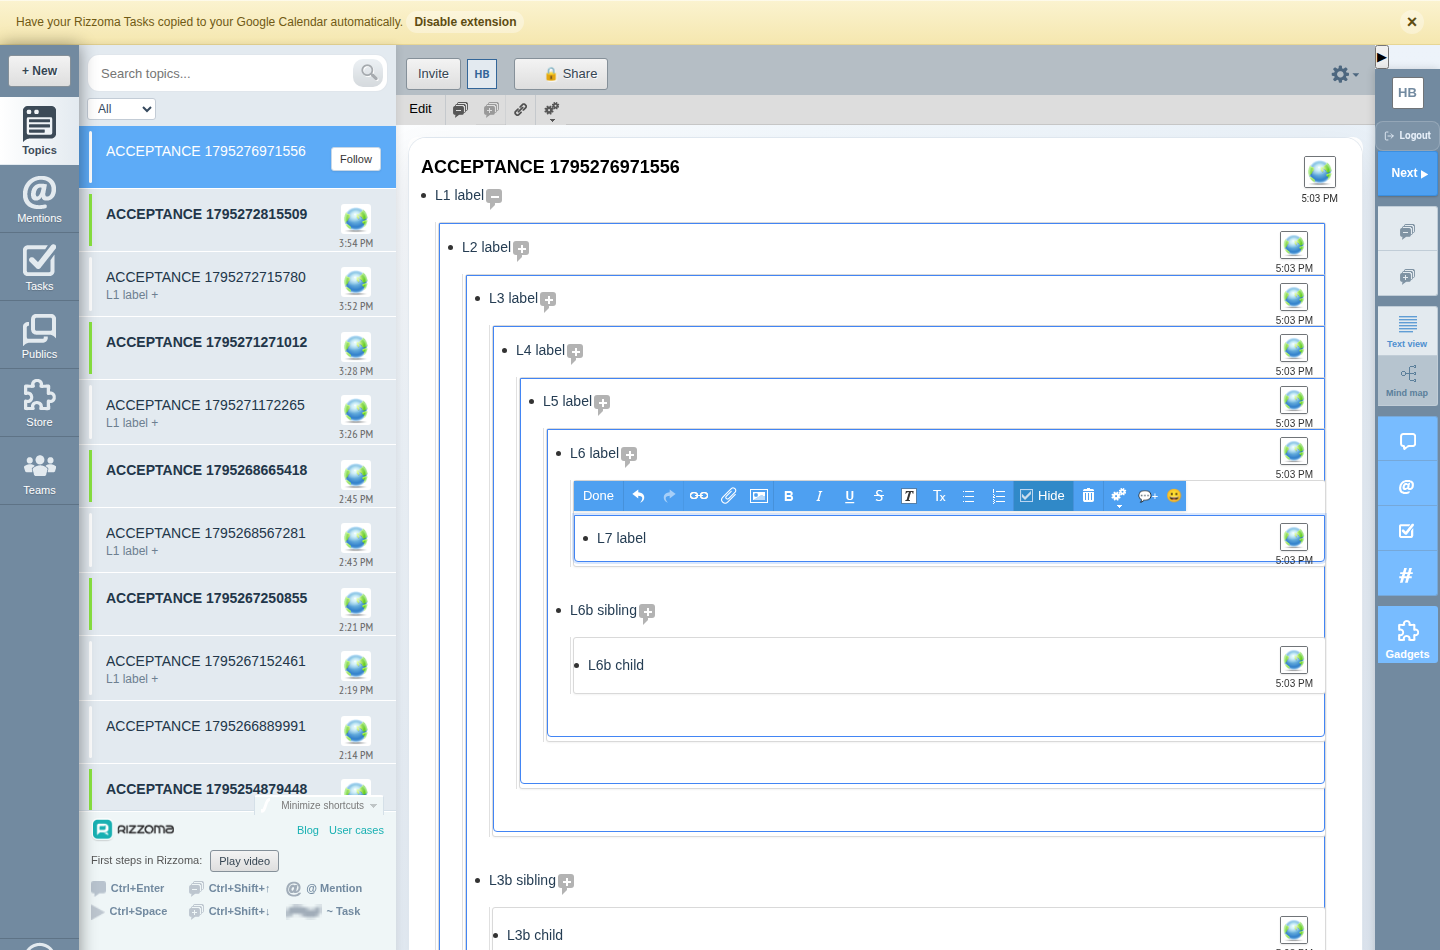 Have your Rizzoma Tasks copied to your Google Calendar automatically. Disable extension
+ New
Topics
Mentions
Tasks
Publics
Store
Teams
Search topics...
All
ACCEPTANCE 1795276971556
Follow
ACCEPTANCE 1795272815509
3:54 PM
ACCEPTANCE 1795272715780
L1 label +
3:52 PM
ACCEPTANCE 1795271271012
3:28 PM
ACCEPTANCE 1795271172265
L1 label +
3:26 PM
ACCEPTANCE 1795268665418
2:45 PM
ACCEPTANCE 1795268567281
L1 label +
2:43 PM
ACCEPTANCE 1795267250855
2:21 PM
ACCEPTANCE 1795267152461
L1 label +
2:19 PM
ACCEPTANCE 1795266889991
2:14 PM
ACCEPTANCE 1795254879448
Minimize shortcuts
RIZZOMA
Blog User cases
First steps in Rizzoma: Play video
Ctrl+Enter Ctrl+Shift+↑ @ Mention
Ctrl+Space Ctrl+Shift+↓ ~ Task
Invite HB Share
Edit
ACCEPTANCE 1795276971556
5:03 PM
L1 label
L2 label
5:03 PM
L3 label
5:03 PM
L4 label
5:03 PM
L5 label
5:03 PM
L6 label
5:03 PM
Done B I U S T Tx Hide
L7 label
5:03 PM
L6b sibling
L6b child
5:03 PM
L3b sibling
L3b child
HB
Logout
Next
Text view
Mind map
@
#
Gadgets